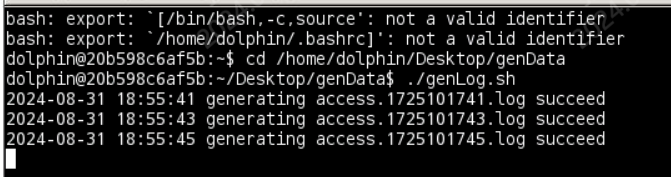 bash: export: `[/bin/bash,-c,source': not a valid identifier
bash: export: `/home/dolphin/.bashrc]': not a valid identifier
dolphin@20b598c6af5b:~$ cd /home/dolphin/Desktop/genData
dolphin@20b598c6af5b:~/Desktop/genData$ ./genLog.sh
2024-08-31 18:55:41 generating access.1725101741.log succeed
2024-08-31 18:55:43 generating access.1725101743.log succeed
2024-08-31 18:55:45 generating access.1725101745.log succeed